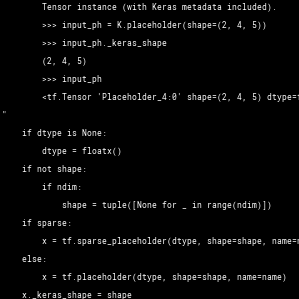 Tensor instance (with Keras metadata included).
>>> input_ph = K.placeholder(shape=(2, 4, 5))
>>> input_ph._keras_shape
(2, 4, 5)
>>> input_ph
<tf.Tensor 'Placeholder_4:0' shape=(2, 4, 5) dtype=
"
if dtype is None:
dtype = floatx()
if not shape:
if ndim:
shape = tuple([None for _ in range(ndim)])
if sparse:
x = tf.sparse_placeholder(dtype, shape=shape, name=
else:
x = tf.placeholder(dtype, shape=shape, name=name)
x._keras_shape = shape